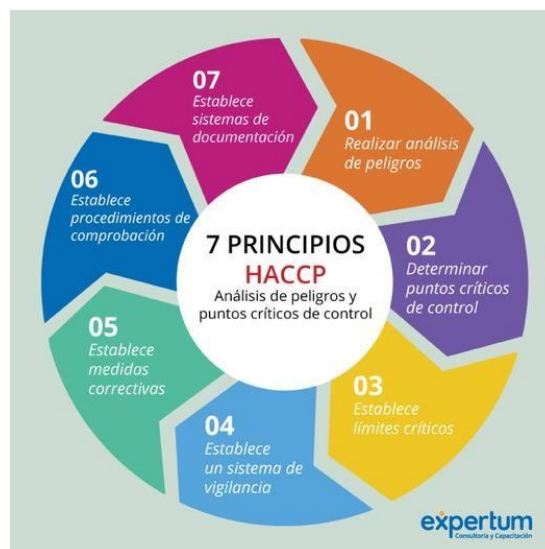 7 PRINCIPIOS
HACCP
Análisis de peligros y
puntos críticos de control
01
Realizar análisis
de peligros
02
Determinar
puntos críticos
de control
03
Establece
límites críticos
04
Establece
un sistema de
vigilancia
05
Establece
medidas
correctivas
06
Establece
procedimientos de
comprobación
07
Establece
sistemas de
documentación
expertum
Consultoría y Capacitación